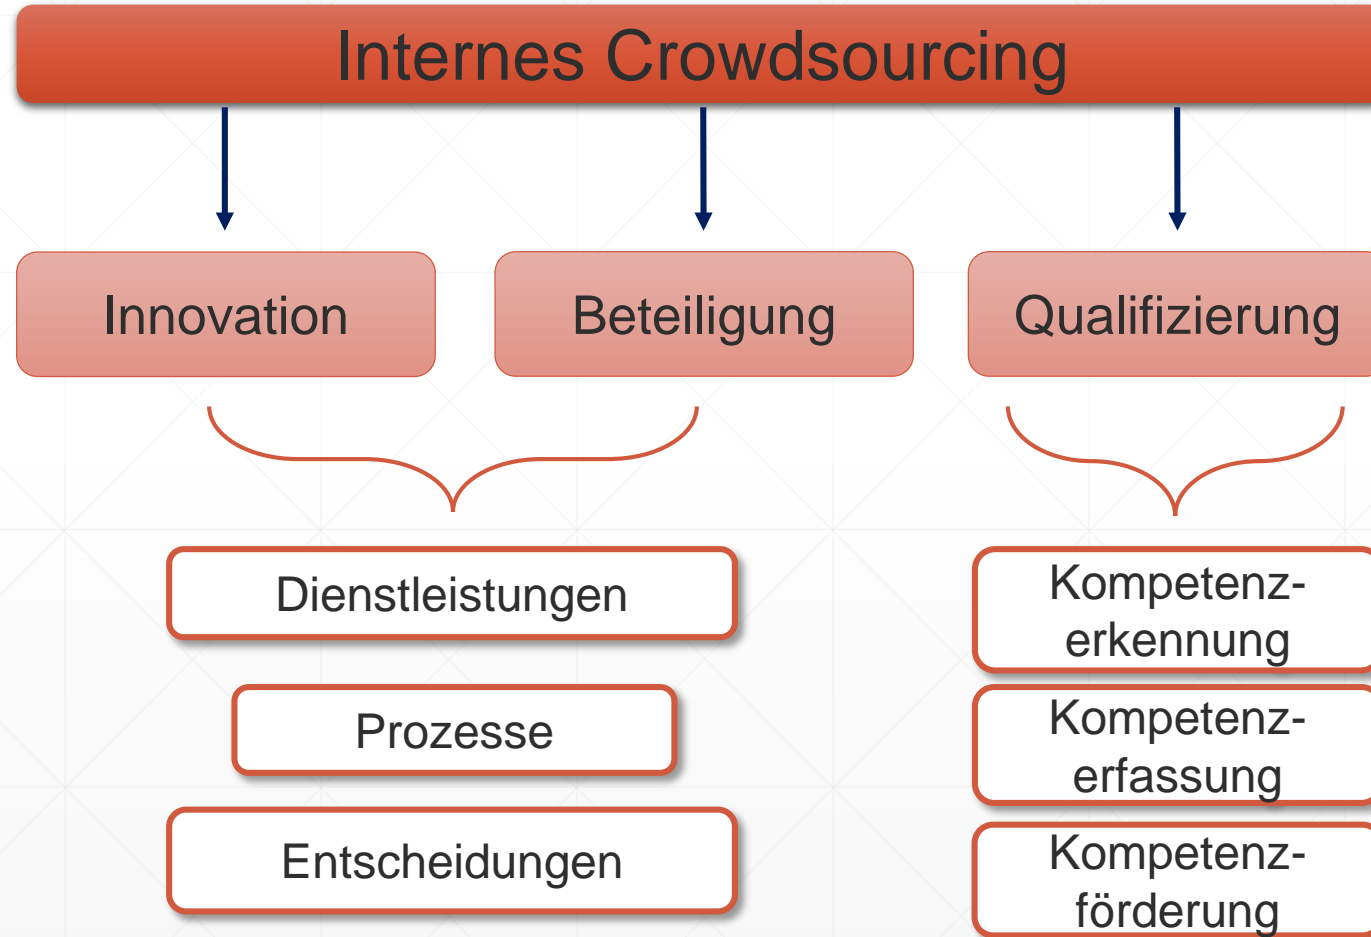 Internes Crowdsourcing
Innovation
Beteiligung
Qualifizierung
Dienstleistungen
Prozesse
Entscheidungen
Kompetenz-
erkennung
Kompetenz-
erfassung
Kompetenz-
förderung